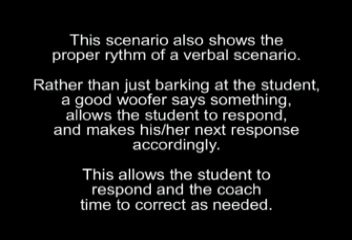 This scenario also shows the
proper rythm of a verbal scenario.
Rather than just barking at the student,
a good woofer says something,
allows the student to respond,
and makes his/her next response
accordingly.
This allows the student to
respond and the coach
time to correct as needed.